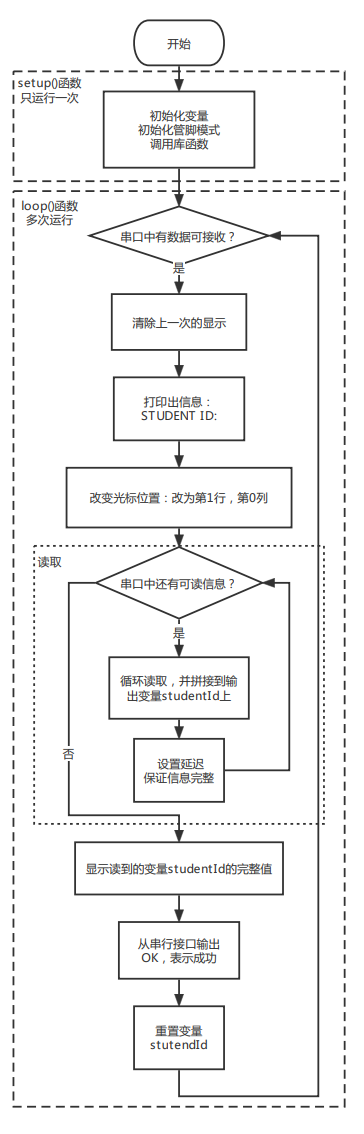 开始
setup()函数
只运行一次
初始化变量
初始化管脚模式
调用库函数
loop()函数
多次运行
串口中有数据可接收？
是
清除上一次的显示
打印出信息：
STUDENT ID:
改变光标位置：改为第1行，第0列
读取
串口中还有可读信息？
是
循环读取，并拼接到输
出变量studentId上
设置延迟
保证信息完整
否
显示读到的变量studentId的完整值
从串行接口输出
OK，表示成功
重置变量
stutendId